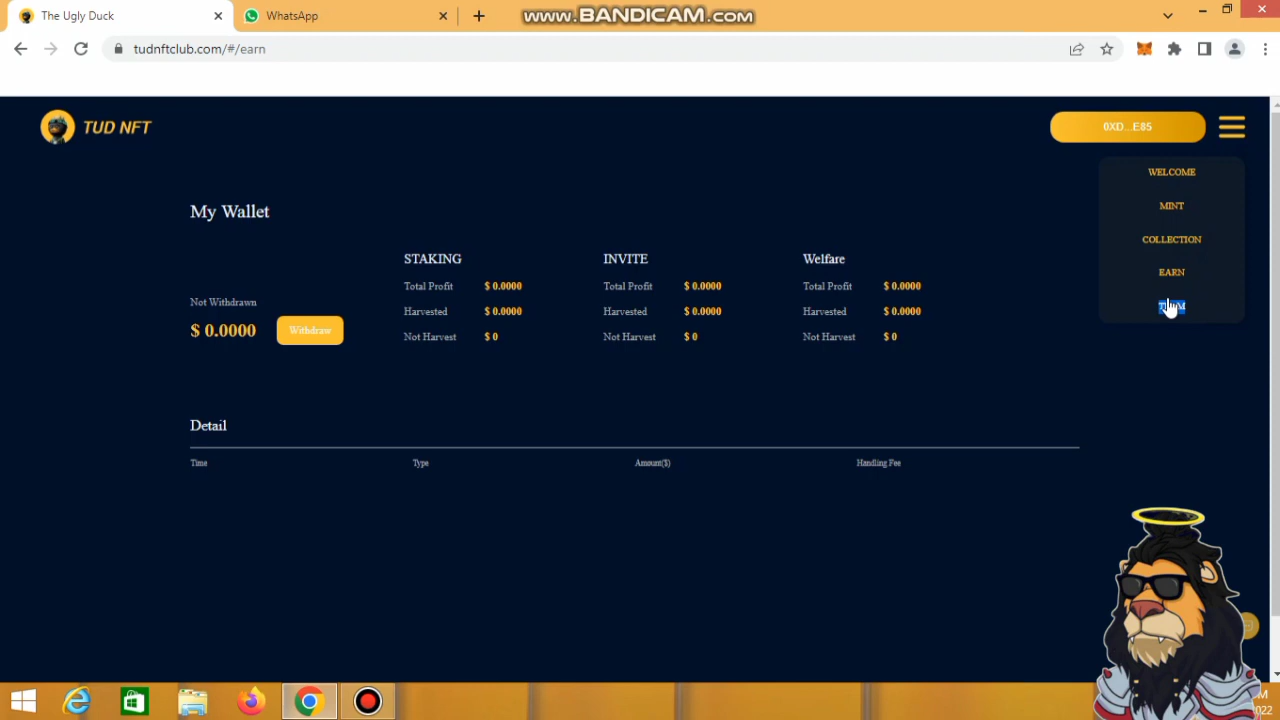 The Ugly Duck
WhatsApp
www.BANDICAM.com
tudnftclub.com/#/earn
TUD NFT
0XD...E85
WELCOME
MINT
COLLECTION
EARN
My Wallet
STAKING
INVITE
Welfare
Total Profit $ 0.0000
Total Profit $ 0.0000
Total Profit $ 0.0000
Not Withdrawn
Harvested $ 0.0000
Harvested $ 0.0000
Harvested $ 0.0000
$ 0.0000
Withdraw
Not Harvest $ 0
Not Harvest $ 0
Not Harvest $ 0
Detail
Time Type Amount($) Handling Fee